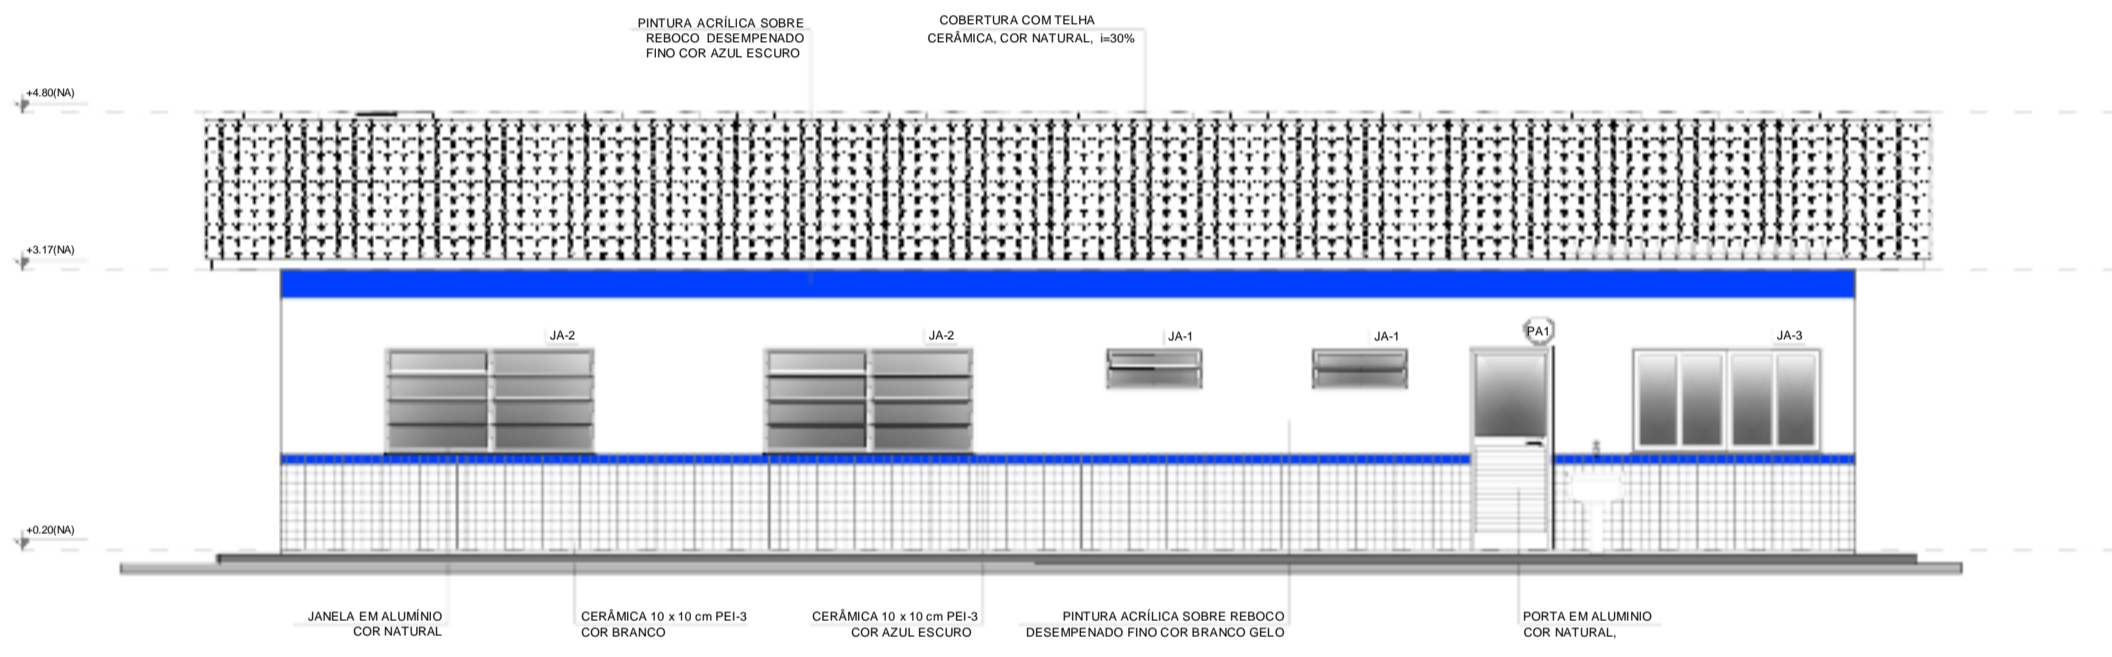 PINTURA ACRÍLICA SOBRE
REBOCO DESEMPENADO
FINO COR AZUL ESCURO
COBERTURA COM TELHA
CERÂMICA, COR NATURAL, i=30%
+4.80(NA)
+3.17(NA)
JA-2
JA-2
JA-1
JA-1
PA1
JA-3
+0.20(NA)
JANELA EM ALUMÍNIO
COR NATURAL
CERÂMICA 10 x 10 cm PEI-3
COR BRANCO
CERÂMICA 10 x 10 cm PEI-3
COR AZUL ESCURO
PINTURA ACRÍLICA SOBRE REBOCO
DESEMPENADO FINO COR BRANCO GELO
PORTA EM ALUMINIO
COR NATURAL,